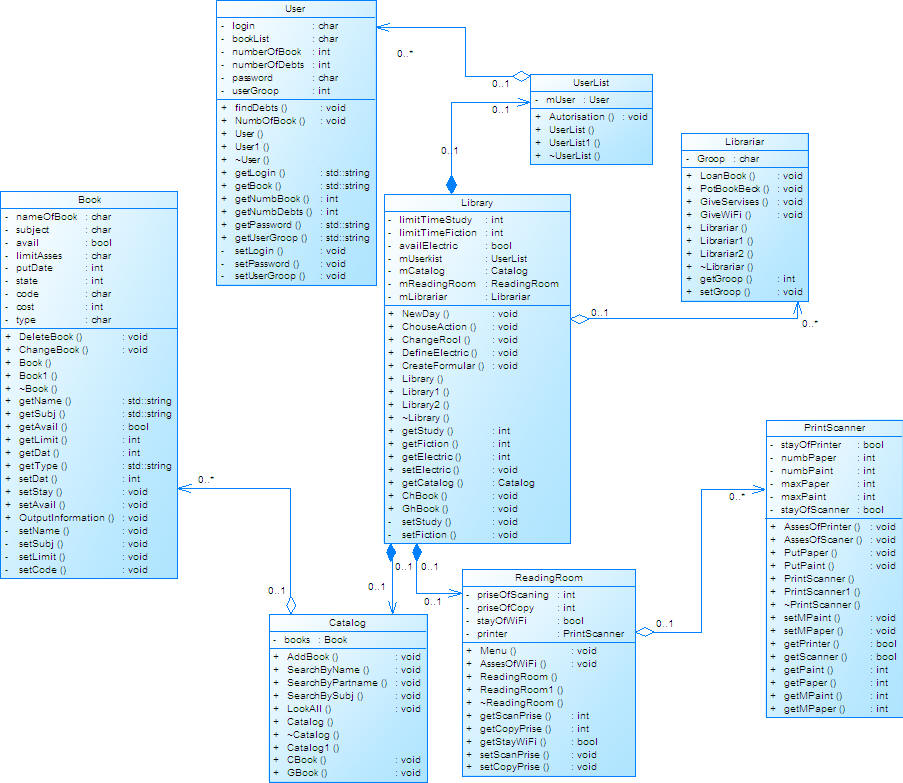 User
- login : char
- bookList : char
- numberOfBook : int
- numberOfDebts : int
- password : char
- userGroop : int
+ findDebts () : void
+ NumbOfBook () : void
+ User ()
+ User1 ()
+ ~User ()
+ getLogin () : std::string
+ getBook () : std::string
+ getNumbBook () : int
+ getNumbDebts () : int
+ getPassword () : std::string
+ getUserGroop () : std::string
- setLogin () : void
- setPassword () : void
- setUserGroop () : void
0..*
0..1
UserList
- mUser : User
+ Autorisation () : void
+ UserList ()
+ UserList1 ()
+ ~UserList ()
0..1
0..1
Librariar
- Groop : char
+ LoanBook () : void
+ PotBookBeck () : void
+ GiveServises () : void
+ GiveWiFi () : void
+ Librariar ()
+ Librariar1 ()
+ Librariar2 ()
+ ~Librariar ()
+ getGroop () : int
+ setGroop () : void
0..1
0..*
Book
- nameOfBook : char
- subject : char
- avail : bool
- limitAsses : char
- putDate : int
- state : int
- code : char
- cost : int
- type : char
+ DeleteBook () : void
+ ChangeBook () : void
+ Book ()
+ Book1 ()
+ ~Book ()
+ getName () : std::string
+ getSubj () : std::string
+ getAvail () : bool
+ getLimit () : int
+ getDat () : int
+ getType () : std::string
+ setDat () : int
+ setStay () : void
+ setAvail () : void
+ OutputInformation () : void
- setName () : void
- setSubj () : void
- setLimit () : void
- setCode () : void
0..*
0..1
Library
- limitTimeStudy : int
- limitTimeFiction : int
- availElectric : bool
- mUserkist : UserList
- mCatalog : Catalog
- mReadingRoom : ReadingRoom
- mLibrariar : Librariar
+ NewDay () : void
+ ChouseAction () : void
+ ChangeRool () : void
+ DefineElectric () : void
+ CreateFormular () : void
+ Library ()
+ Library1 ()
+ Library2 ()
+ ~Library ()
+ getStudy () : int
+ getFiction () : int
+ getElectric () : int
+ setElectric () : void
+ getCatalog () : Catalog
+ ChBook () : void
+ GhBook () : void
- setStudy () : void
- setFiction () : void
0..1
0..1
0..1
0..1
PrintScanner
- stayOfPrinter : bool
- numbPaper : int
- numbPaint : int
- maxPaper : int
- maxPaint : int
- stayOfScanner : bool
+ AssesOfPrinter () : void
+ AssesOfScaner () : void
+ PutPaper () : void
+ PutPaint () : void
+ PrintScanner ()
+ PrintScanner1 ()
+ ~PrintScanner ()
+ setMPaint () : void
+ setMPaper () : void
+ getPrinter () : bool
+ getScanner () : bool
+ getPaint () : int
+ getPaper () : int
+ getMPaint () : int
+ getMPaper () : int
0..*
0..1
ReadingRoom
- priseOfScaning : int
- priseOfCopy : int
- stayOfWiFi : bool
- printer : PrintScanner
+ Menu () : void
+ AssesOfWiFi () : void
+ ReadingRoom ()
+ ReadingRoom1 ()
+ ~ReadingRoom ()
+ getScanPrise () : int
+ getCopyPrise () : int
+ getStayWiFi () : bool
+ setScanPrise () : void
+ setCopyPrise () : void
Catalog
- books : Book
+ AddBook () : void
+ SearchByName () : void
+ SearchByPartname () : void
+ SearchBySubj () : void
+ LookAll () : void
+ Catalog ()
+ ~Catalog ()
+ Catalog1 ()
+ CBook () : void
+ GBook () : void